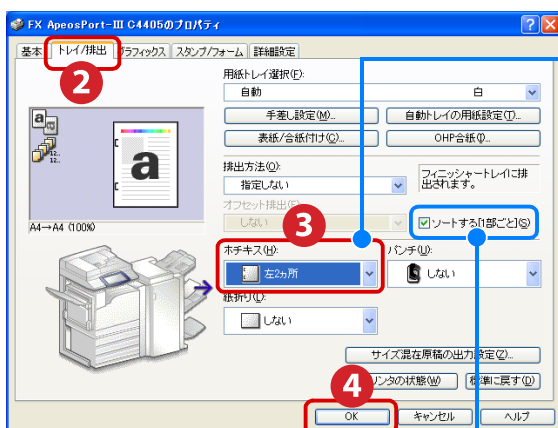 FX ApeosPort-III C4405のプロパティ
基本 トレイ/排出 グラフィックス スタンプ/フォーム 詳細設定
2
用紙トレイ選択(F):
自動 白
手差し設定(M)... 自動トレイの用紙設定(T)...
表紙/合紙付け(C)... OHP合紙(I)...
a
12..
12..
a
排出方法(O):
指定しない
フィニッシャートレイに排
出されます。
オフセット排出(E):
しない
ソートする[1部ごと](S)
A4→A4 (100%)
3
ホチキス(H): パンチ(U):
左2ヵ所 しない
紙折り(L):
しない
サイズ混在原稿の出力設定(Z)...
プリンタの状態(W) 標準に戻す(D)
4
OK キャンセル ヘルプ